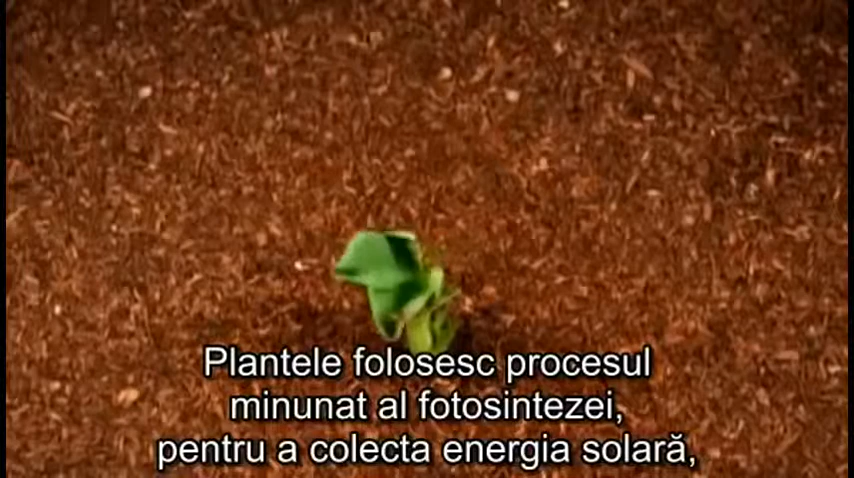 Plantele folosesc procesul
minunat al fotosintezei,
pentru a colecta energia solară,